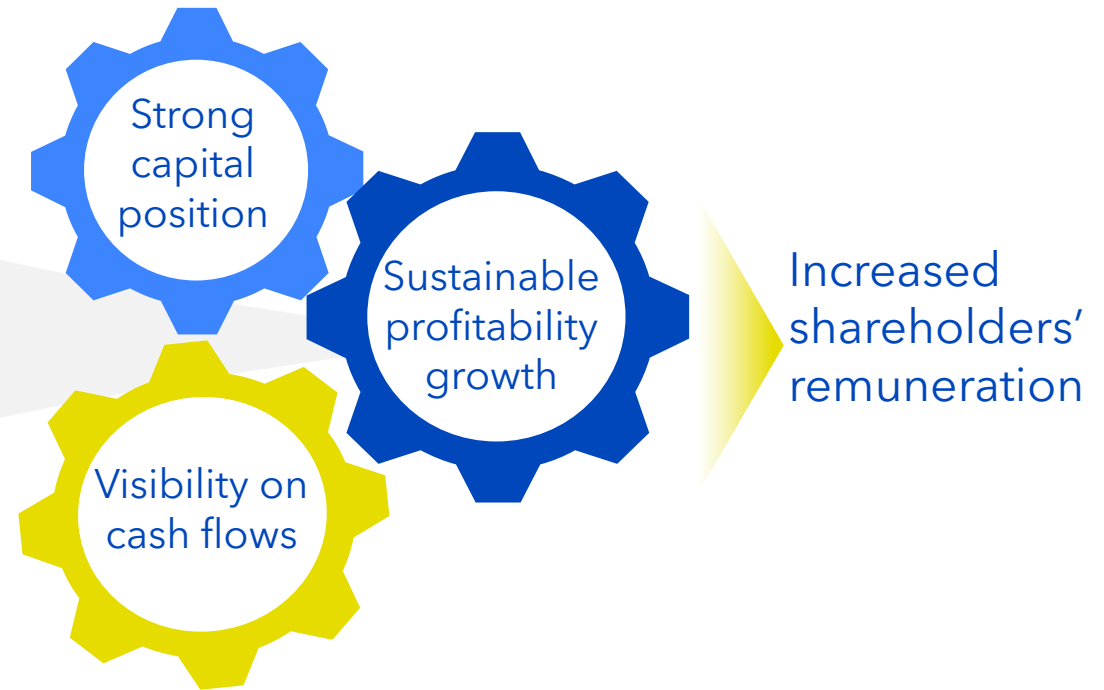 Strong
capital
position
Sustainable
profitability
growth
Visibility on
cash flows
Increased
shareholders’
remuneration